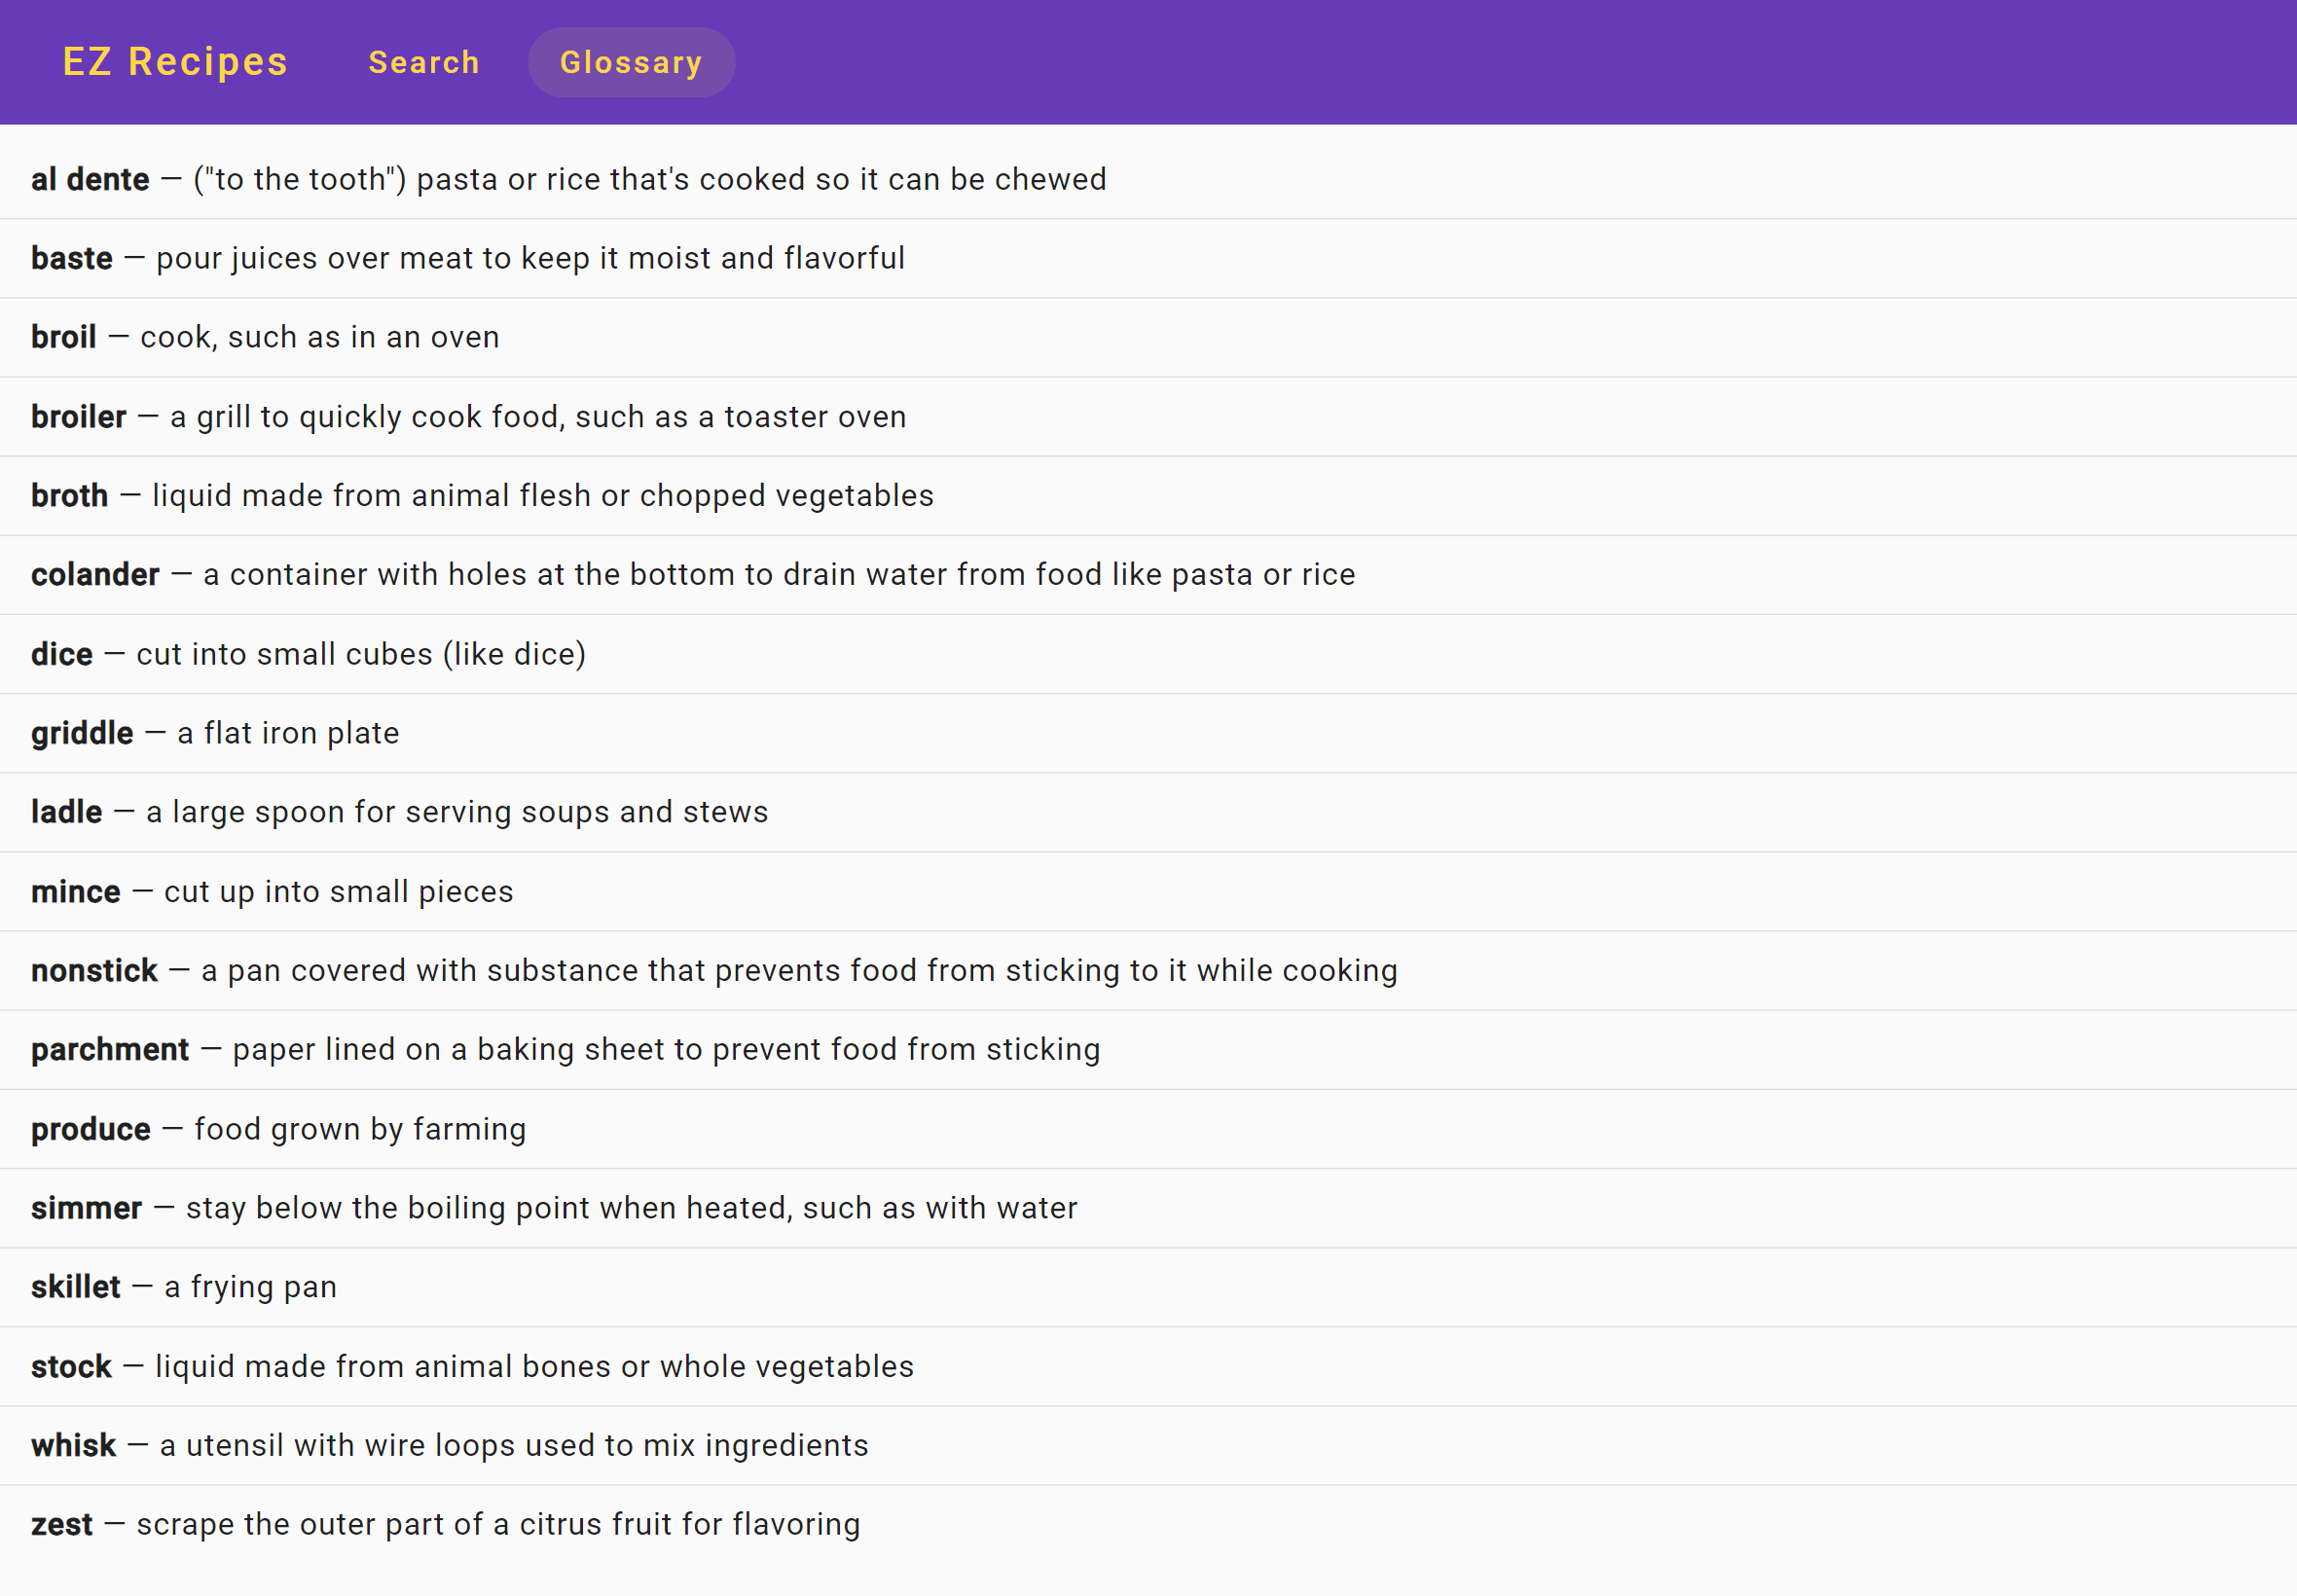 EZ Recipes Search Glossary
al dente — ("to the tooth") pasta or rice that's cooked so it can be chewed
baste — pour juices over meat to keep it moist and flavorful
broil — cook, such as in an oven
broiler — a grill to quickly cook food, such as a toaster oven
broth — liquid made from animal flesh or chopped vegetables
colander — a container with holes at the bottom to drain water from food like pasta or rice
dice — cut into small cubes (like dice)
griddle — a flat iron plate
ladle — a large spoon for serving soups and stews
mince — cut up into small pieces
nonstick — a pan covered with substance that prevents food from sticking to it while cooking
parchment — paper lined on a baking sheet to prevent food from sticking
produce — food grown by farming
simmer — stay below the boiling point when heated, such as with water
skillet — a frying pan
stock — liquid made from animal bones or whole vegetables
whisk — a utensil with wire loops used to mix ingredients
zest — scrape the outer part of a citrus fruit for flavoring